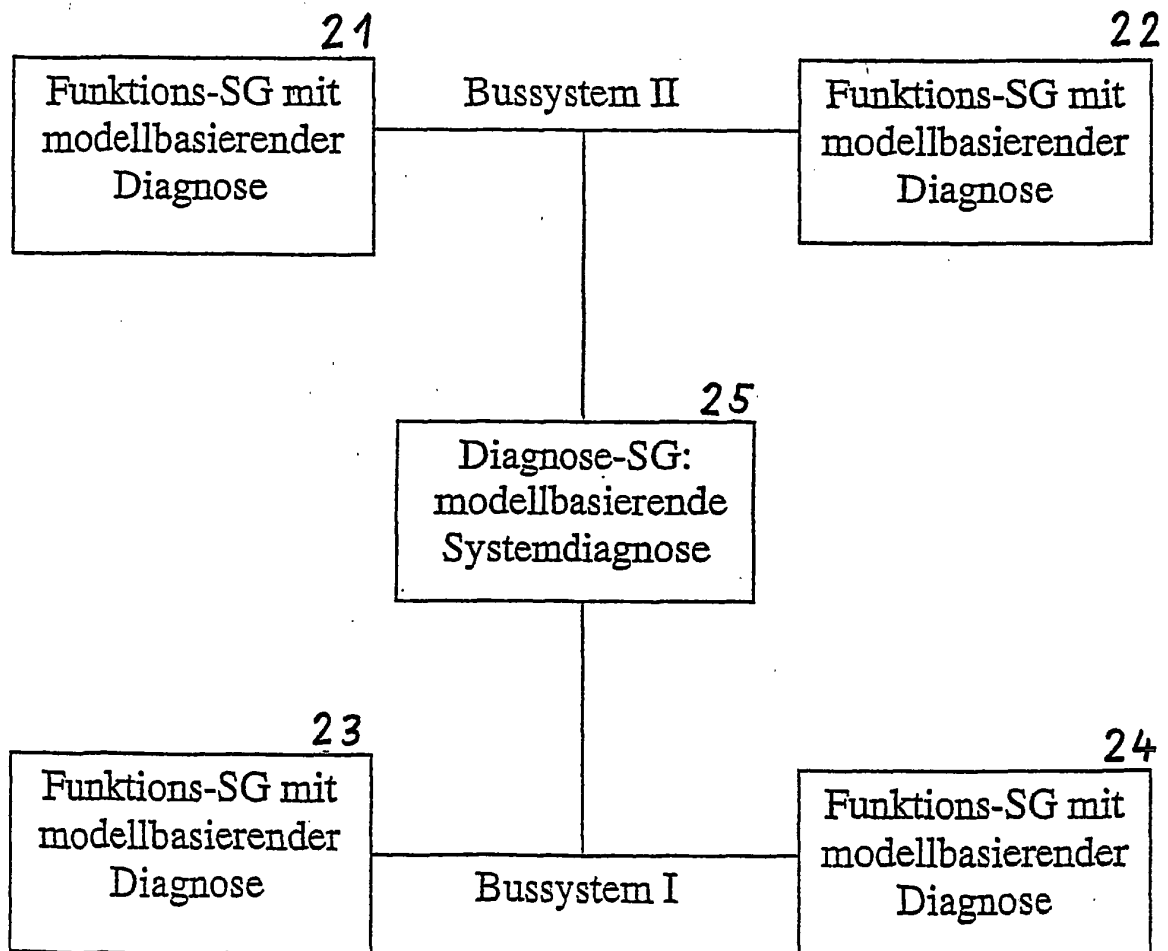 21
Funktions-SG mit
modellbasierender
Diagnose
Bussystem II
22
Funktions-SG mit
modellbasierender
Diagnose
25
Diagnose-SG:
modellbasierende
Systemdiagnose
23
Funktions-SG mit
modellbasierender
Diagnose
Bussystem I
24
Funktions-SG mit
modellbasierender
Diagnose